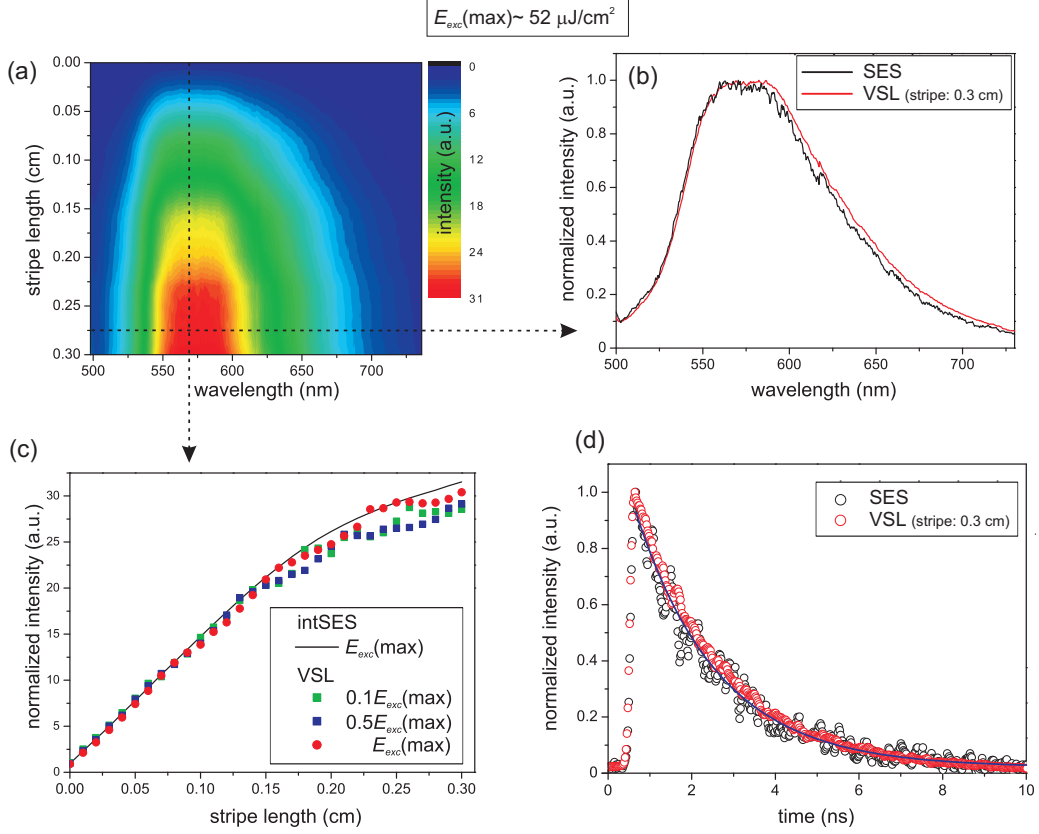 E_exc(max)~ 52 μJ/cm²
(a)
0.00
0.05
0.10
0.15
0.20
0.25
0.30
stripe length (cm)
500 550 600 650 700
wavelength (nm)
0
6
12
18
24
31
intensity (a.u.)
(b)
SES
VSL (stripe: 0.3 cm)
1.0
0.8
0.6
0.4
0.2
0
normalized intensity (a.u.)
500 550 600 650 700
wavelength (nm)
(c)
30
25
20
15
10
5
0
normalized intensity (a.u.)
intSES
E_exc(max)
VSL
0.1E_exc(max)
0.5E_exc(max)
E_exc(max)
0.00 0.05 0.10 0.15 0.20 0.25 0.30
stripe length (cm)
(d)
SES
VSL (stripe: 0.3 cm)
1.0
0.8
0.6
0.4
0.2
0.0
normalized intensity (a.u.)
0 2 4 6 8 10
time (ns)